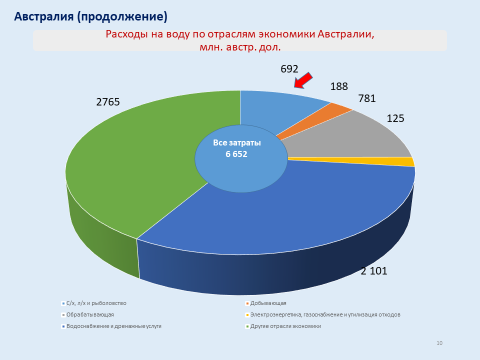 Австралия (продолжение)
Расходы на воду по отраслям экономики Австралии,
млн. австр. дол.
692
188
781
125
2765
Все затраты
6 652
2 101
С/х, л/х и рыболовство
Добывающая
Обрабатывающая
Электроэнергетика, газоснабжение и утилизация отходов
Водоснабжение и дренажные услуги
Другие отрасли экономики
10